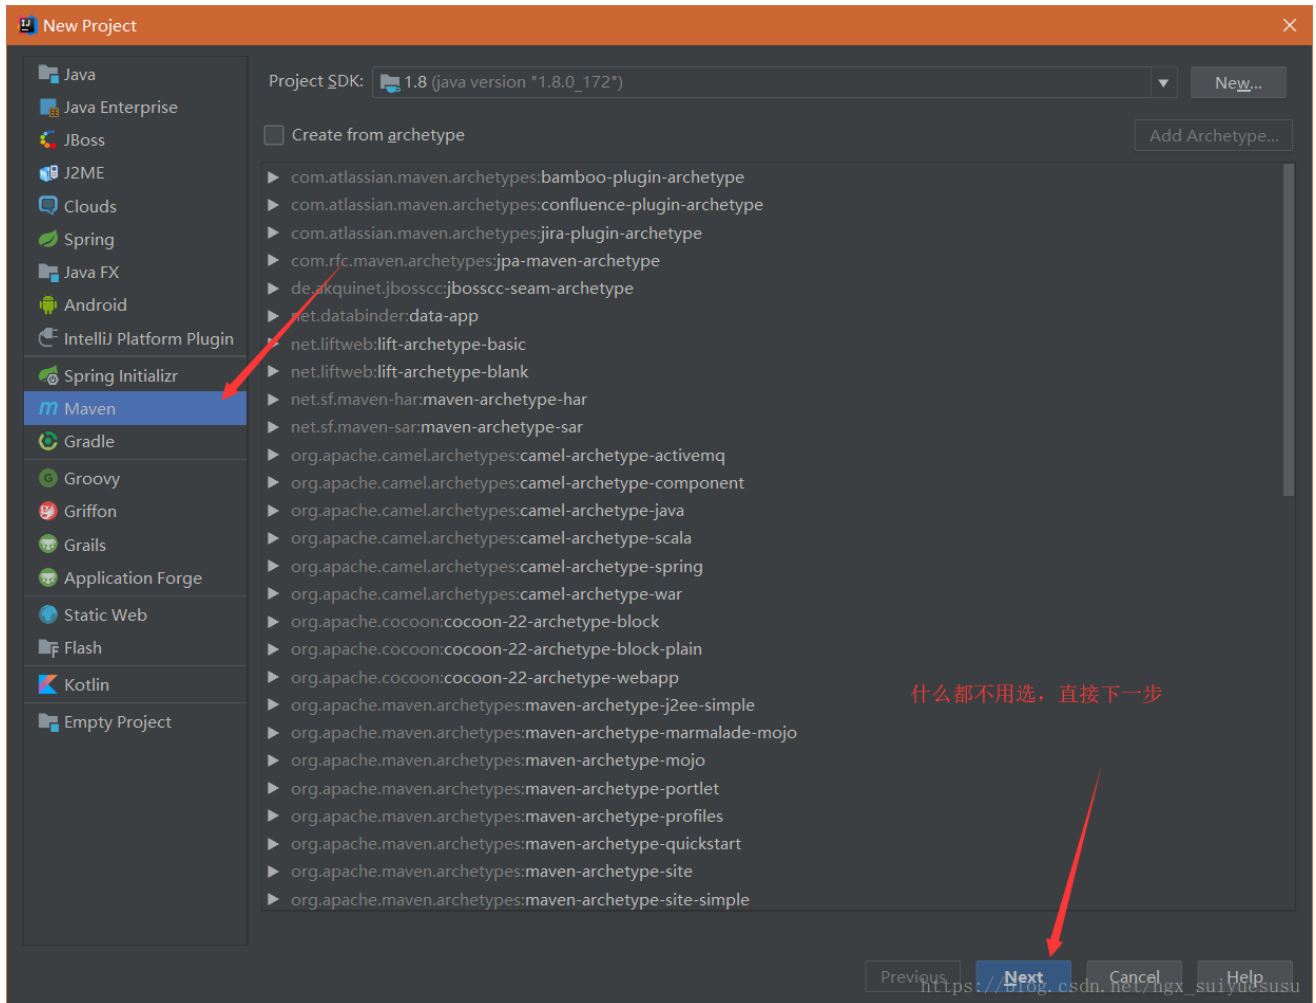 New Project
Java
Java Enterprise
JBoss
J2ME
Clouds
Spring
Java FX
Android
IntelliJ Platform Plugin
Spring Initializr
Maven
Gradle
Groovy
Griffon
Grails
Application Forge
Static Web
Flash
Kotlin
Empty Project
Project SDK: 1.8 (java version "1.8.0_172") New...
Create from archetype Add Archetype...
com.atlassian.maven.archetypes:bamboo-plugin-archetype
com.atlassian.maven.archetypes:confluence-plugin-archetype
com.atlassian.maven.archetypes:jira-plugin-archetype
com.rfc.maven.archetypes:jpa-maven-archetype
de.akquinet.jbosscc:jbosscc-seam-archetype
net.databinder:data-app
net.liftweb:lift-archetype-basic
net.liftweb:lift-archetype-blank
net.sf.maven-har:maven-archetype-har
net.sf.maven-sar:maven-archetype-sar
org.apache.camel.archetypes:camel-archetype-activemq
org.apache.camel.archetypes:camel-archetype-component
org.apache.camel.archetypes:camel-archetype-java
org.apache.camel.archetypes:camel-archetype-scala
org.apache.camel.archetypes:camel-archetype-spring
org.apache.camel.archetypes:camel-archetype-war
org.apache.cocoon:cocoon-22-archetype-block
org.apache.cocoon:cocoon-22-archetype-block-plain
org.apache.cocoon:cocoon-22-archetype-webapp
org.apache.maven.archetypes:maven-archetype-j2ee-simple
org.apache.maven.archetypes:maven-archetype-marmalade-mojo
org.apache.maven.archetypes:maven-archetype-mojo
org.apache.maven.archetypes:maven-archetype-portlet
org.apache.maven.archetypes:maven-archetype-profiles
org.apache.maven.archetypes:maven-archetype-quickstart
org.apache.maven.archetypes:maven-archetype-site
org.apache.maven.archetypes:maven-archetype-site-simple
什么都不用选，直接下一步
Previous Next Cancel Help
https://blog.csdn.net/hgx_suiyuesusu